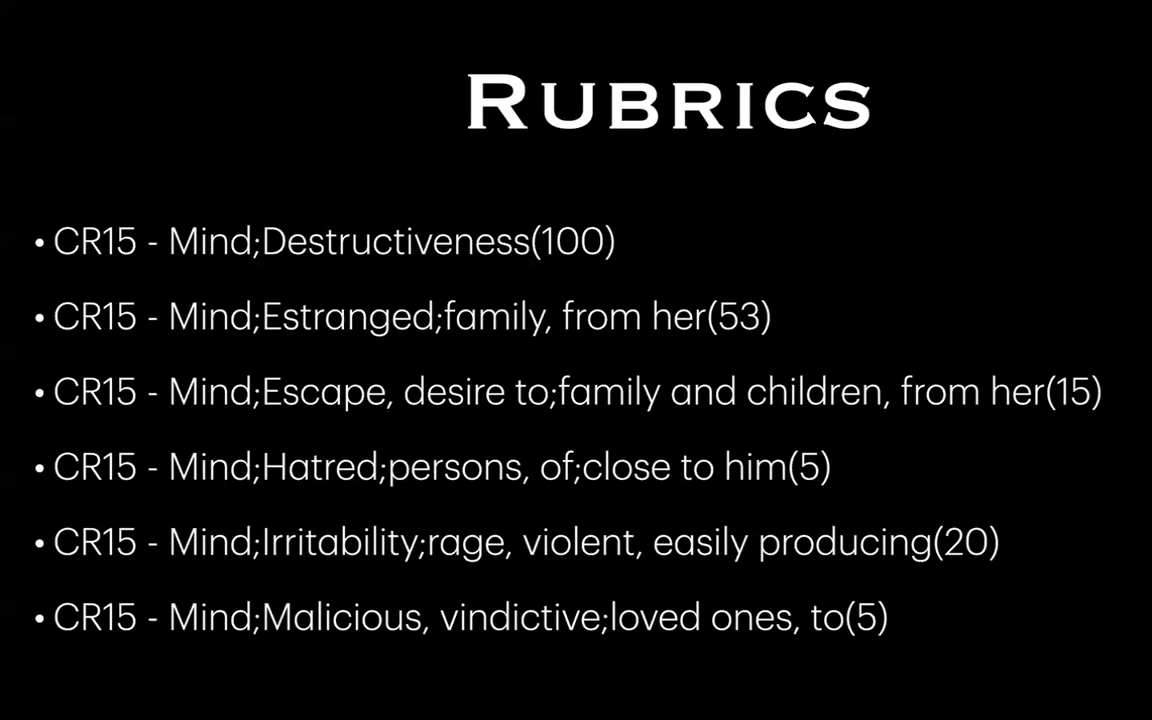 RUBRICS
• CR15 - Mind;Destructiveness(100)
• CR15 - Mind;Estranged;family, from her(53)
• CR15 - Mind;Escape, desire to;family and children, from her(15)
• CR15 - Mind;Hatred;persons, of;close to him(5)
• CR15 - Mind;Irritability;rage, violent, easily producing(20)
• CR15 - Mind;Malicious, vindictive;loved ones, to(5)